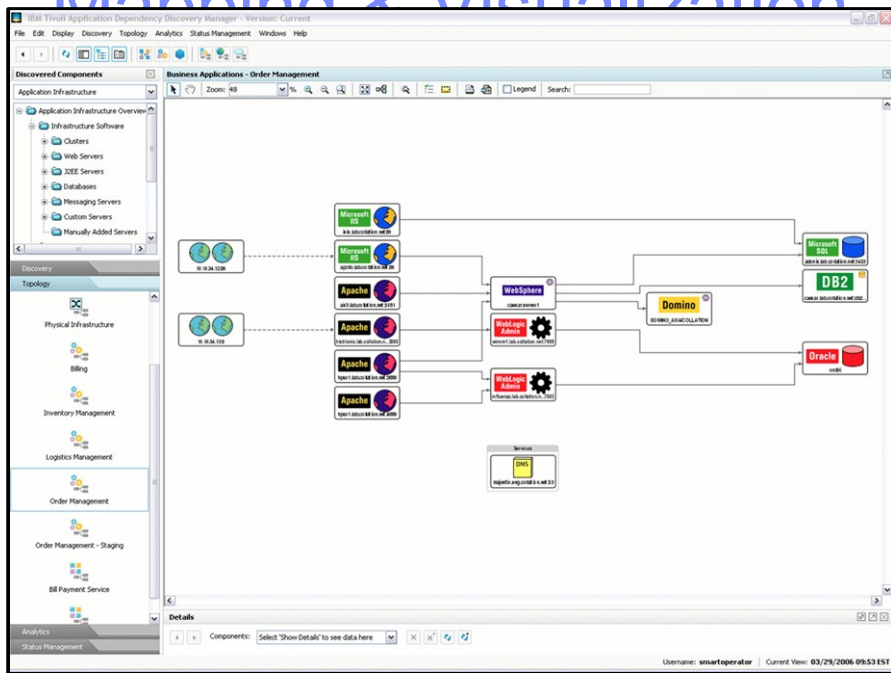 Mapping & Visualization
IBM Tivoli Application Dependency Discovery Manager - Version: Current
File Edit Display Discovery Topology Analytics Status Management Windows Help
Discovered Components
Business Applications - Order Management
Application Infrastructure
Zoom: 48 %
Legend
Search:
Application Infrastructure Overview
Infrastructure Software
Clusters
Web Servers
J2EE Servers
Databases
Messaging Servers
Custom Servers
Manually Added Servers
Discovery
Topology
Physical Infrastructure
Billing
Inventory Management
Logistics Management
Order Management
Order Management - Staging
Bill Payment Service
Analytics
Status Management
Microsoft IIS
Microsoft IIS
Apache
Apache
Apache
Apache
WebSphere
WebLogic Admin
WebLogic Admin
Domino
DOMINO_AMACOLLATION
Microsoft SQL
DB2
Oracle
Services
DNS
Details
Components: Select 'Show Details' to see data here
Username: smartoperator Current View: 03/29/2006 09:53 EST